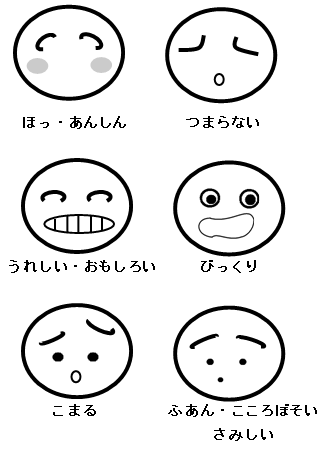 ほっ・あんしん
つまらない
うれしい・おもしろい
びっくり
こまる
ふあん・こころぼそい
さみしい